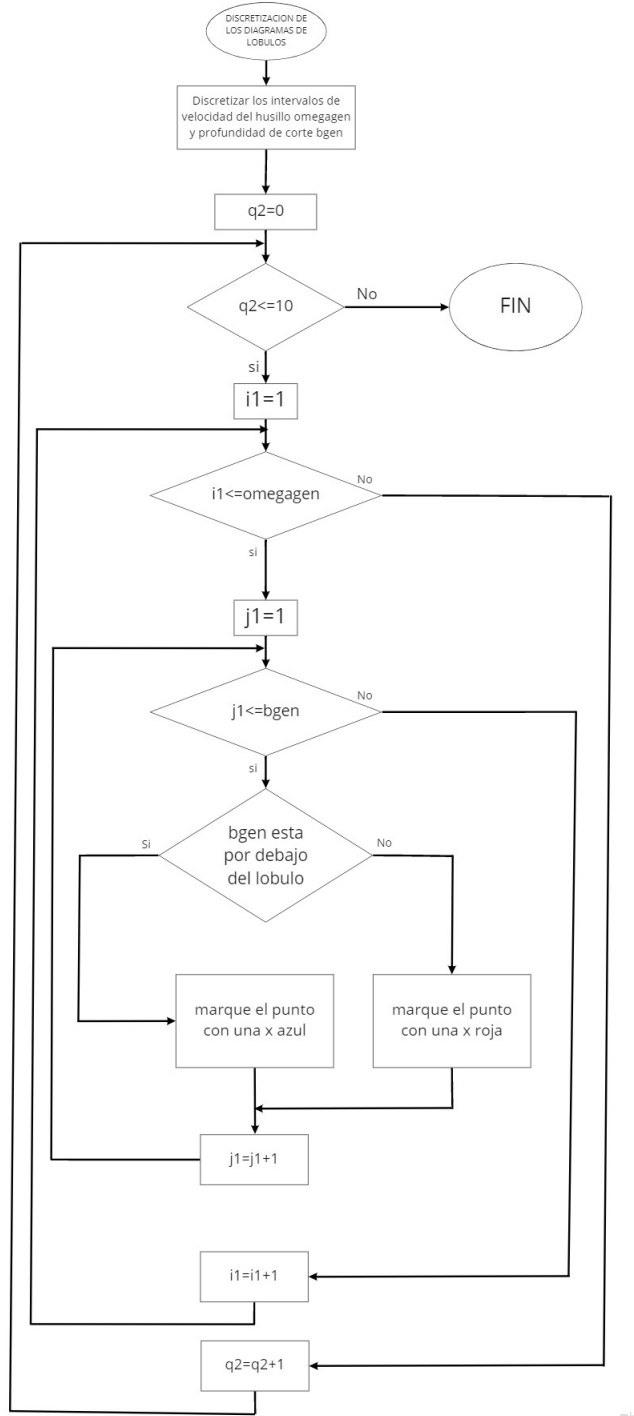 DISCRETIZACION DE
LOS DIAGRAMAS DE
LOBULOS
Discretizar los intervalos de
velocidad del husillo omegagen
y profundidad de corte bgen
q2=0
q2<=10
No
FIN
si
i1=1
i1<=omegagen
No
si
j1=1
j1<=bgen
No
si
bgen esta
por debajo
del lobulo
Si
No
marque el punto
con una x azul
marque el punto
con una x roja
j1=j1+1
i1=i1+1
q2=q2+1